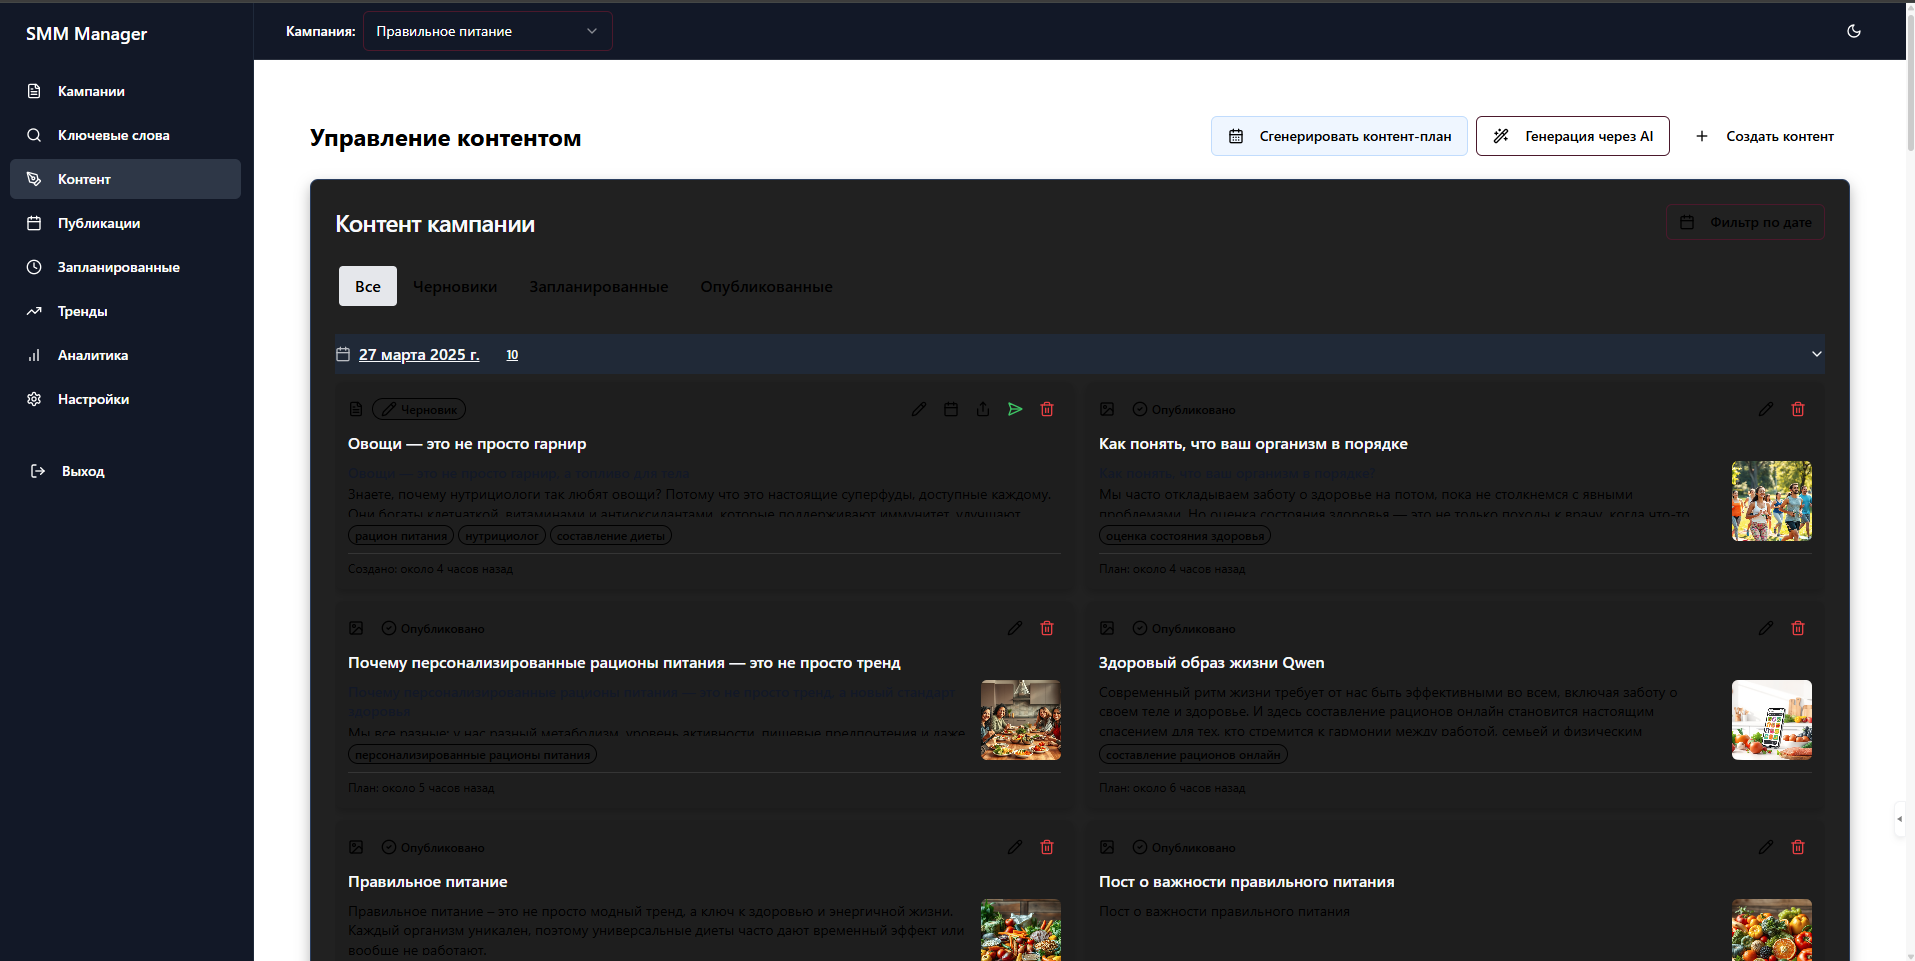 SMM Manager
Кампания:
Правильное питание
Кампании
Ключевые слова
Контент
Публикации
Запланированные
Тренды
Аналитика
Настройки
Выход
Управление контентом
Сгенерировать контент-план
Генерация через AI
Создать контент
Контент кампании
Фильтр по дате
Все
Черновики
Запланированные
Опубликованные
27 марта 2025 г.
10
Черновик
Овощи — это не просто гарнир
Овощи — это не просто гарнир, а топливо для тела
Знаете, почему нутрициологи так любят овощи? Потому что это настоящие суперфуды, доступные каждому.
Они богаты клетчаткой, витаминами и антиоксидантами, которые поддерживают иммунитет, улучшают
рацион питания
нутрициолог
составление диеты
Создано: около 4 часов назад
Опубликовано
Как понять, что ваш организм в порядке
Как понять, что ваш организм в порядке?
Мы часто откладываем заботу о здоровье на потом, пока не столкнемся с явными
проблемами. Но оценка состояния здоровья — это не только походы к врачу, когда что-то
оценка состояния здоровья
План: около 4 часов назад
Опубликовано
Почему персонализированные рационы питания — это не просто тренд
Почему персонализированные рационы питания — это не просто тренд, а новый стандарт
здоровья
Мы все разные: у нас разный метаболизм, уровень активности, пищевые предпочтения и даже
персонализированные рационы питания
План: около 5 часов назад
Опубликовано
Здоровый образ жизни Qwen
Современный ритм жизни требует от нас быть эффективными во всем, включая заботу о
своем теле и здоровье. И здесь составление рационов онлайн становится настоящим
спасением для тех, кто стремится к гармонии между работой, семьей и физическим
составление рационов онлайн
План: около 6 часов назад
Опубликовано
Правильное питание
Правильное питание – это не просто модный тренд, а ключ к здоровью и энергичной жизни.
Каждый организм уникален, поэтому универсальные диеты часто дают временный эффект или
вообще не работают.
Опубликовано
Пост о важности правильного питания
Пост о важности правильного питания